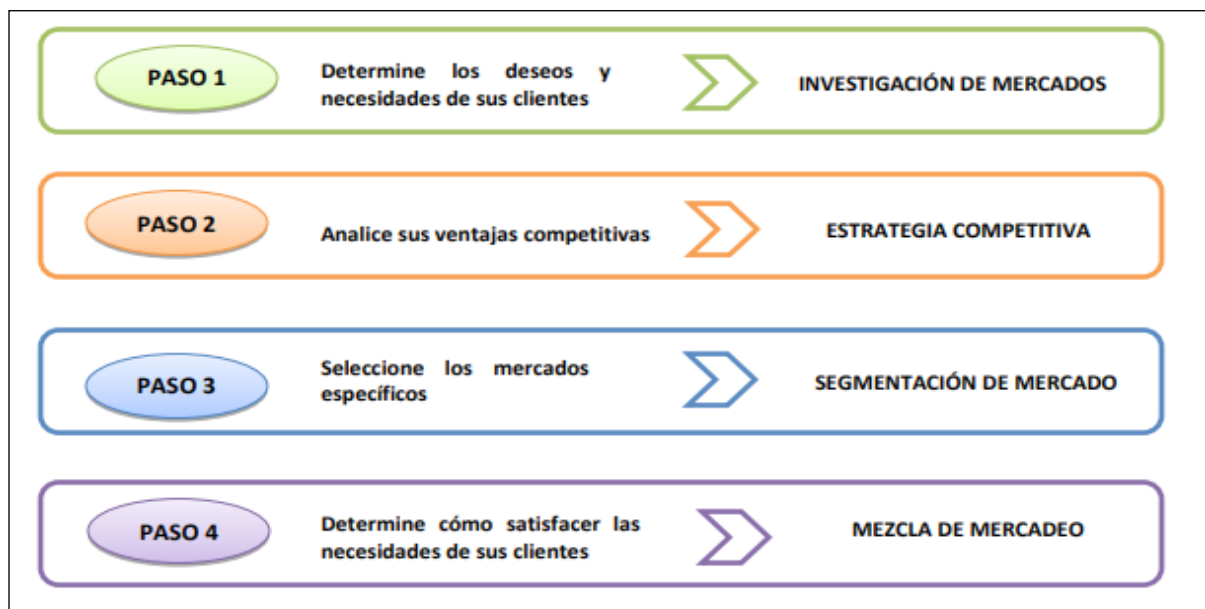 PASO 1
Determine los deseos y
necesidades de sus clientes
INVESTIGACIÓN DE MERCADOS
PASO 2
Analice sus ventajas competitivas
ESTRATEGIA COMPETITIVA
PASO 3
Seleccione los mercados
específicos
SEGMENTACIÓN DE MERCADO
PASO 4
Determine cómo satisfacer las
necesidades de sus clientes
MEZCLA DE MERCADEO